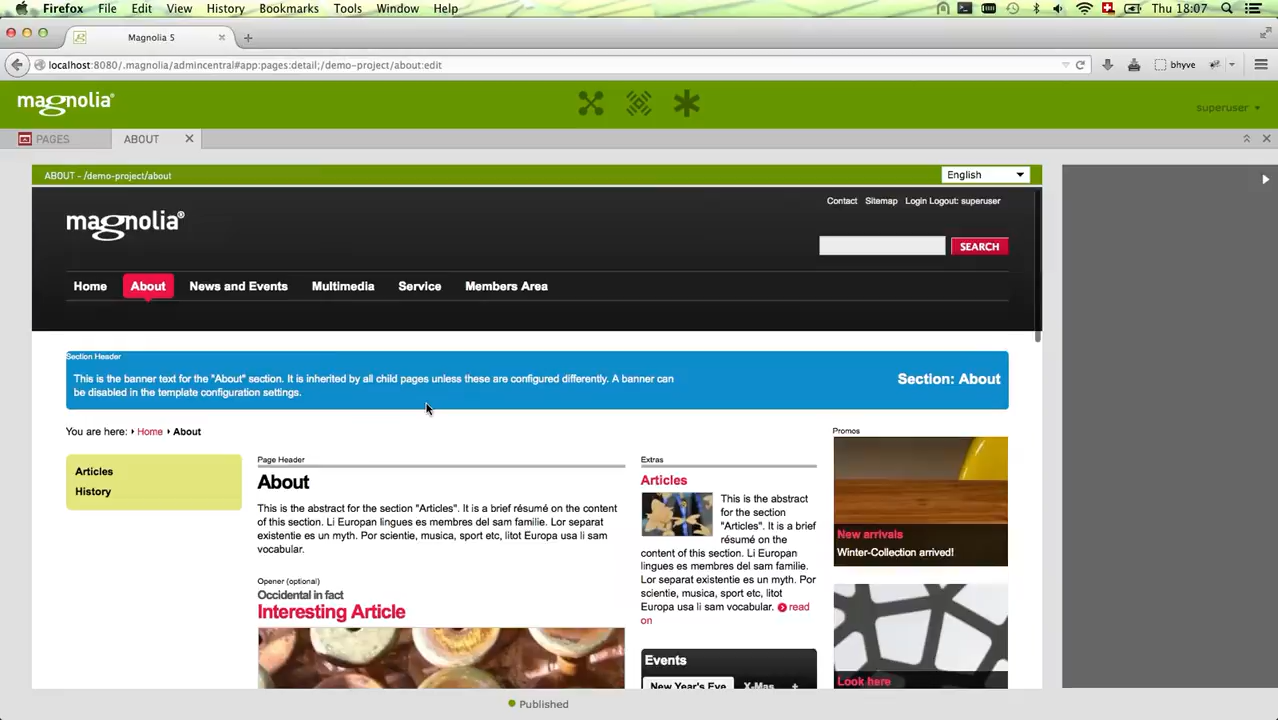 Firefox File Edit View History Bookmarks Tools Window Help Thu 18:07
Magnolia 5
localhost:8080/.magnolia/admincentral#app:pages:detail;/demo-project/about:edit
bhyve
magnolia®
superuser
PAGES ABOUT
ABOUT - /demo-project/about
English
Contact Sitemap Login Logout: superuser
magnolia®
SEARCH
Home About News and Events Multimedia Service Members Area
Section Header
This is the banner text for the "About" section. It is inherited by all child pages unless these are configured differently. A banner can
be disabled in the template configuration settings.
Section: About
You are here: Home About
Articles
History
Page Header
About
This is the abstract for the section "Articles". It is a brief résumé on the content
of this section. Li Europan lingues es membres del sam familie. Lor separat
existentie es un myth. Por scientie, musica, sport etc, litot Europa usa li sam
vocabular.
Opener (optional)
Occidental in fact
Interesting Article
Extras
Articles
This is the abstract
for the section
"Articles". It is a brief
résumé on the
content of this section. Li Europan
lingues es membres del sam familie.
Lor separat existentie es un myth.
Por scientie, musica, sport etc, litot
Europa usa li sam vocabular. read
on
Events
New Year's Eve X-Mas +
Promos
New arrivals
Winter-Collection arrived!
Look here
Published